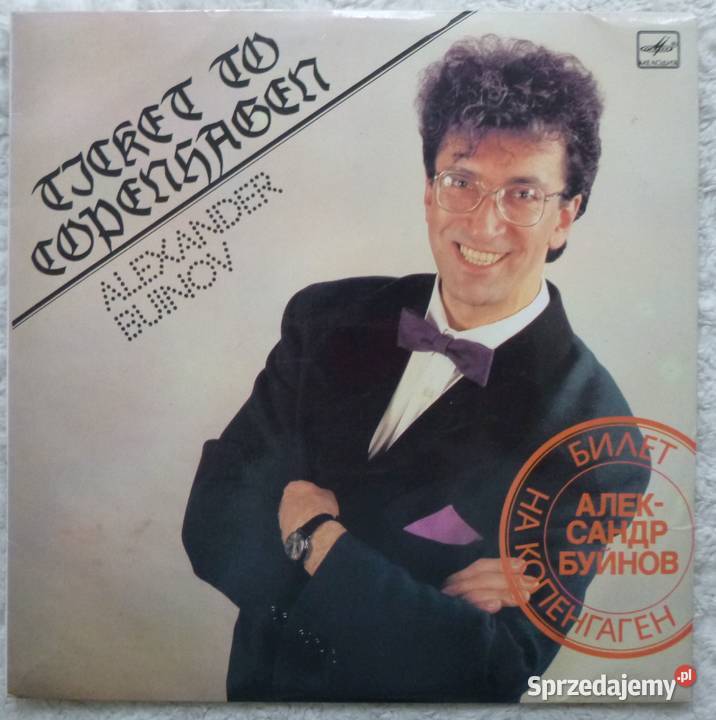 TICKET TO
COPENHAGEN
ALEXANDER
BUINOV
МЕЛОДИЯ
БИЛЕТ
НА КОПЕНГАГЕН
АЛЕК-
САНДР
БУЙНОВ
Sprzedajemy.pl